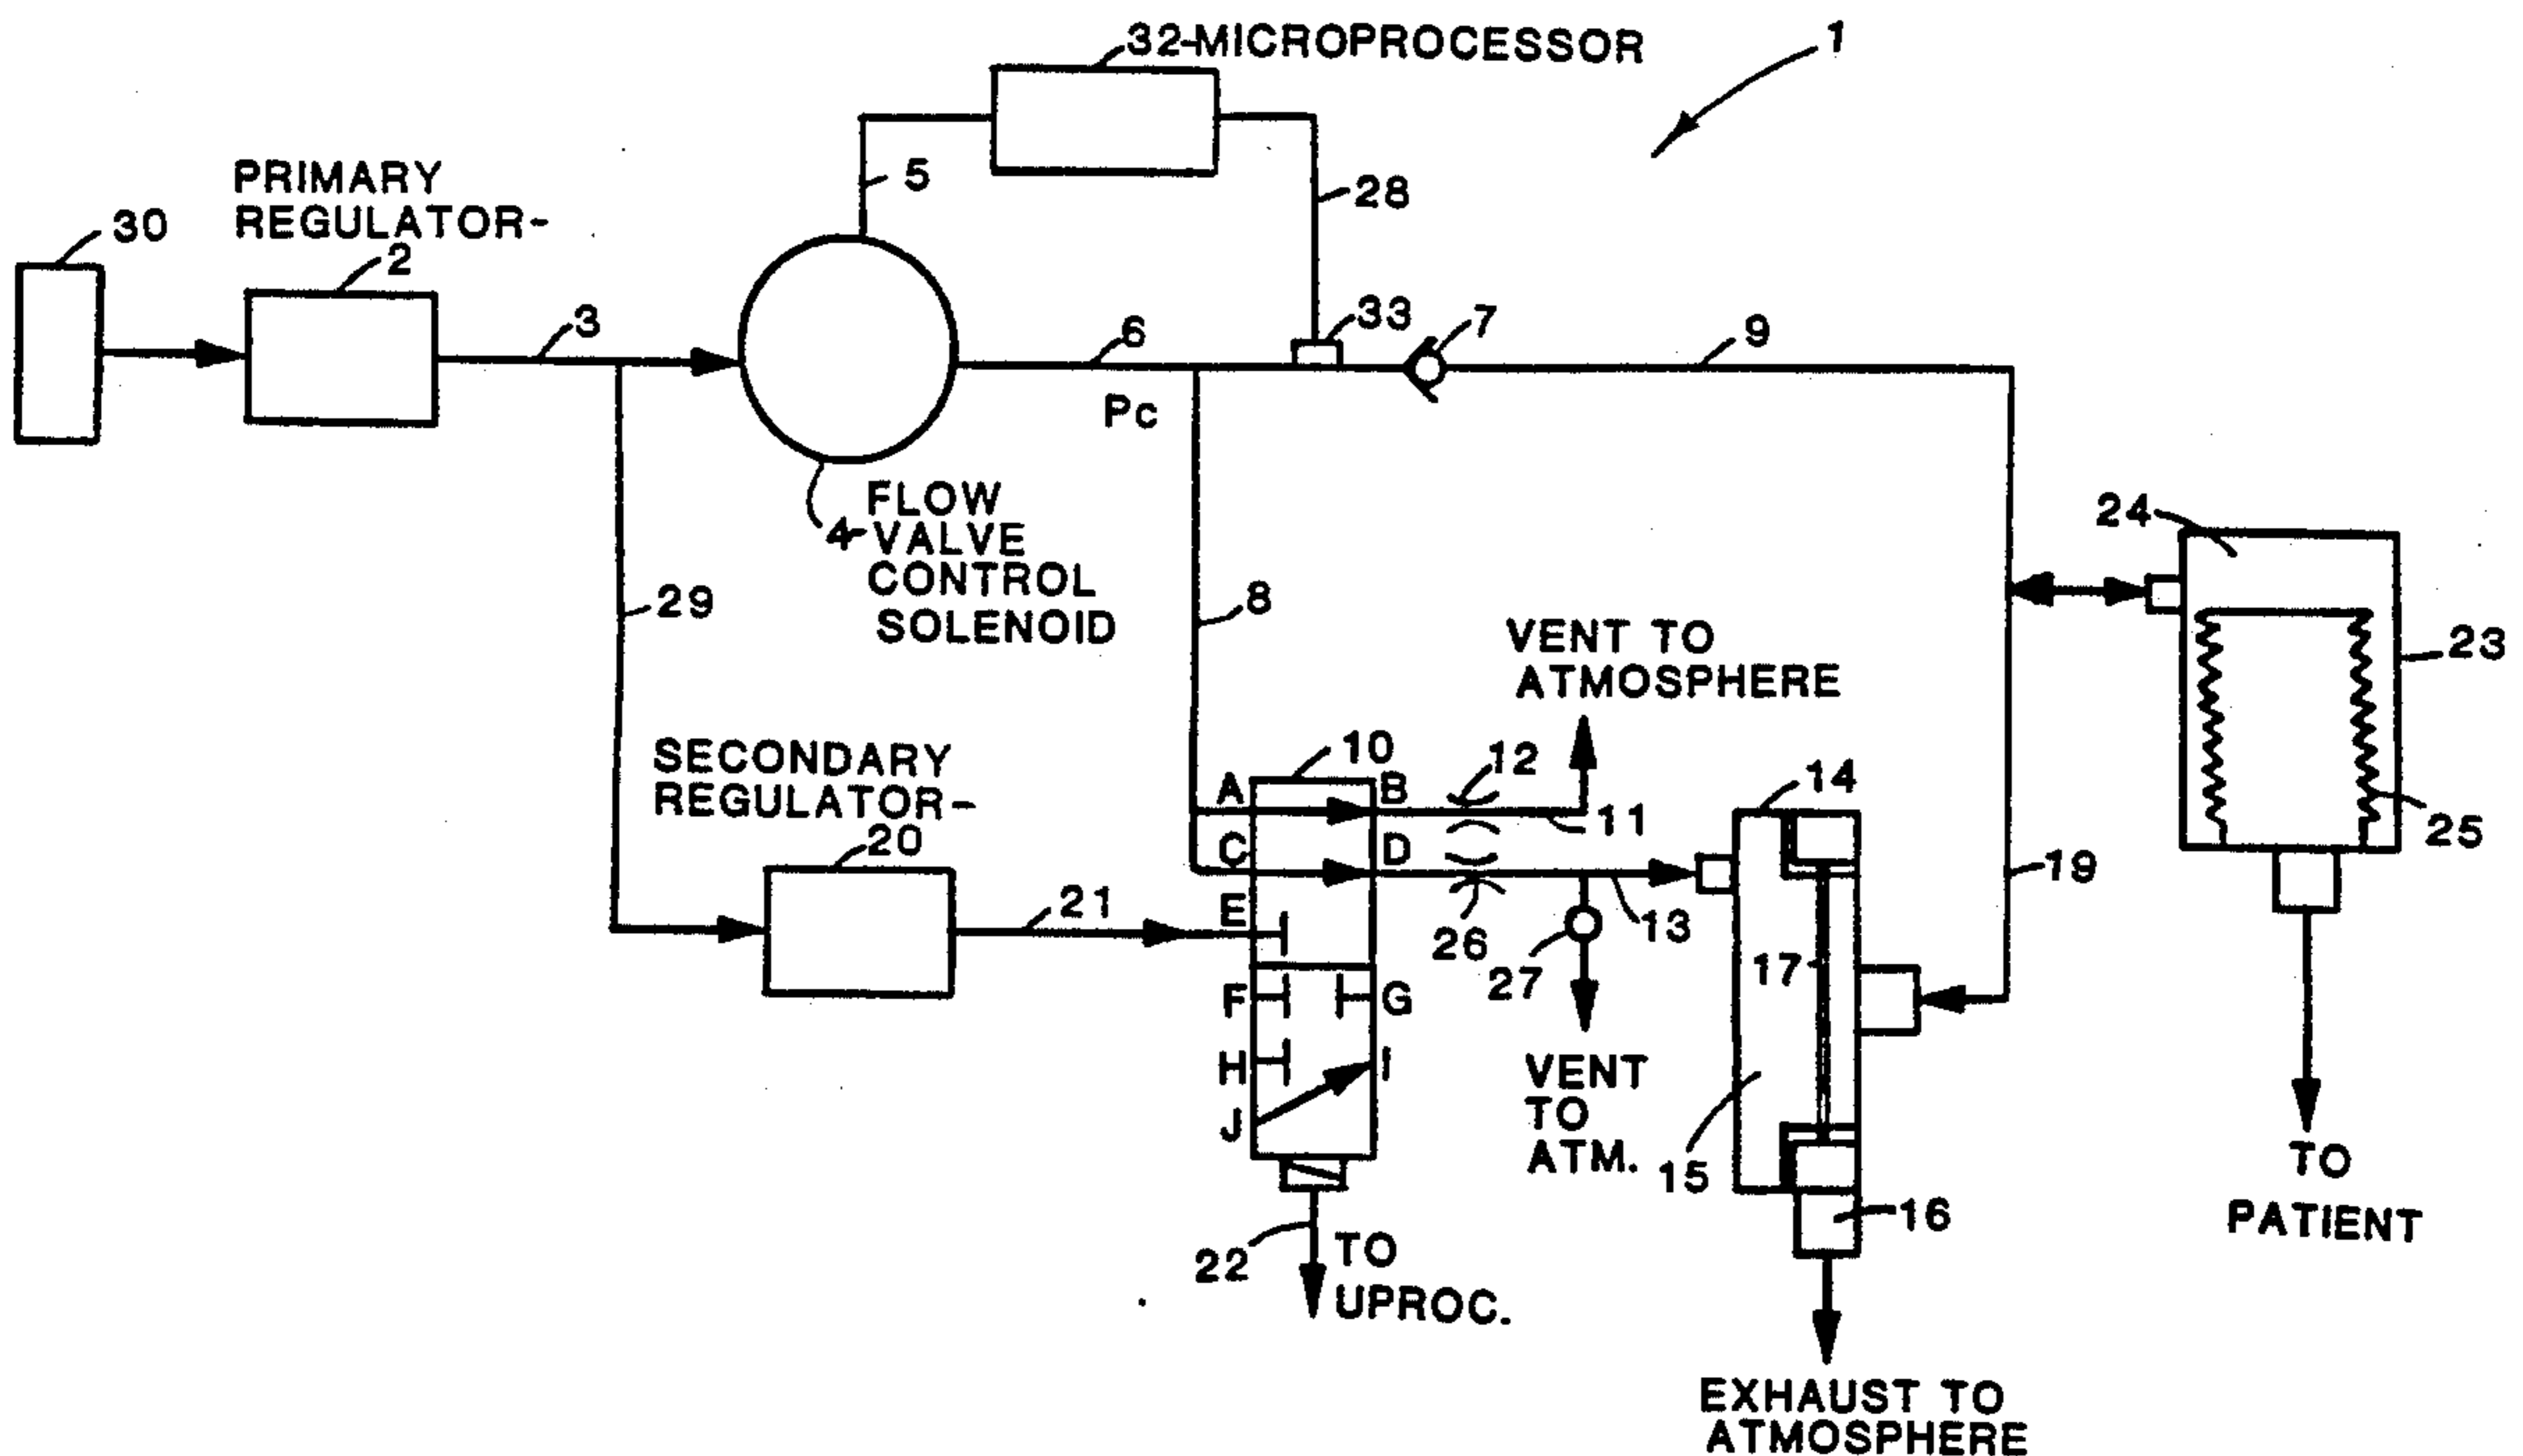 32-MICROPROCESSOR
1
PRIMARY
REGULATOR-
2
30
3
5
28
33
7
6
9
Pc
4-FLOW
VALVE
CONTROL
SOLENOID
29
8
24
23
25
VENT TO
ATMOSPHERE
SECONDARY
REGULATOR-
20
10
12
14
A
B
11
C
D
E
21
26
27
13
17
19
F
G
H
I
J
VENT
TO
ATM.
15
16
22
TO
UPROC.
TO
PATIENT
EXHAUST TO
ATMOSPHERE